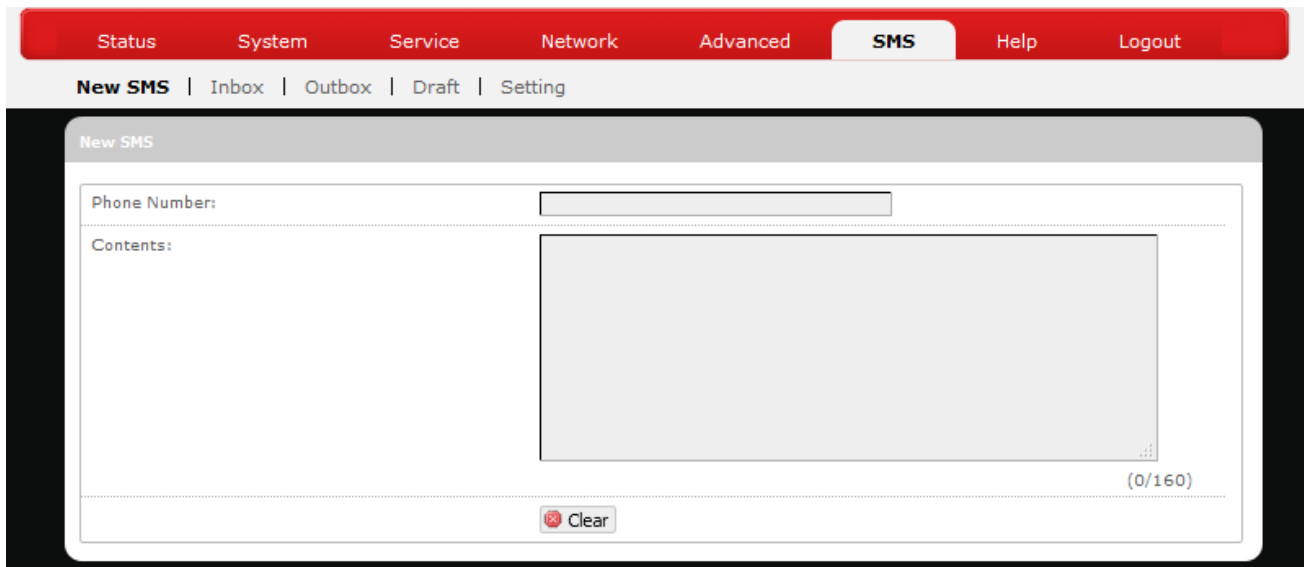 Status System Service Network Advanced SMS Help Logout
New SMS | Inbox | Outbox | Draft | Setting
New SMS
Phone Number:
Contents:
(0/160)
Clear